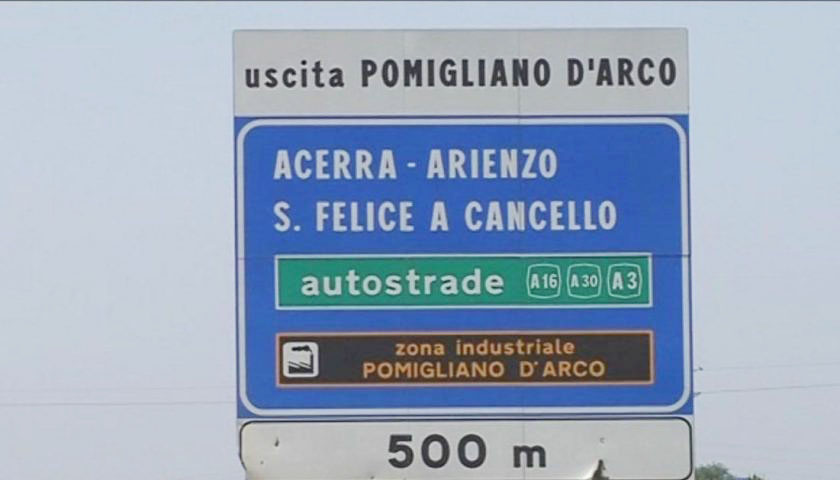 uscita POMIGLIANO D'ARCO
ACERRA - ARIENZO
S. FELICE A CANCELLO
autostrade A16 A30 A3
zona industriale
POMIGLIANO D'ARCO
500 m